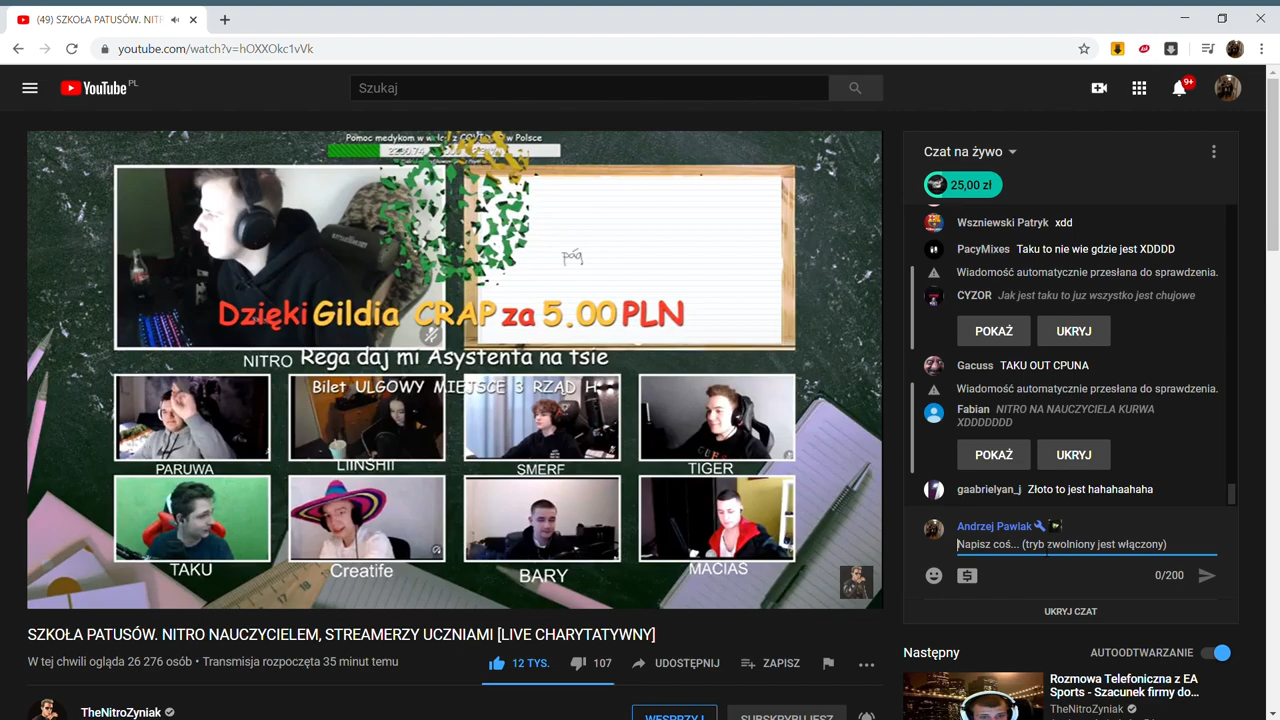 (49) SZKOŁA PATUSÓW. NITR
youtube.com/watch?v=hOXXOkc1vVk
YouTube PL
Szukaj
9+
Pomoc medykom w w z w Polsce
Dzięki Gildia CRAP za 5.00 PLN
Rega daj mi Asystenta na tsie
Bilet ULGOWY MIEJSCE 3 RZĄD H
NITRO
PARUWA
LIINSHII
SMERF
TIGER
TAKU
Creatife
BARY
MACIAS
SZKOŁA PATUSÓW. NITRO NAUCZYCIELEM, STREAMERZY UCZNIAMI [LIVE CHARYTATYWNY]
W tej chwili ogląda 26 276 osób • Transmisja rozpoczęta 35 minut temu
12 TYS.
107
UDOSTĘPNIJ
ZAPISZ
TheNitroZyniak
WESPRZYJ
SUBSKRYBUJESZ
Czat na żywo
25,00 zł
Wszniewski Patryk xdd
PacyMixes Taku to nie wie gdzie jest XDDDD
Wiadomość automatycznie przesłana do sprawdzenia.
CYZOR Jak jest taku to juz wszystko jest chujowe
POKAŻ UKRYJ
Gacuss TAKU OUT CPUNA
Wiadomość automatycznie przesłana do sprawdzenia.
Fabian NITRO NA NAUCZYCIELA KURWA
XDDDDDDD
POKAŻ UKRYJ
gaabrielyan_j Złoto to jest hahahaahaha
Andrzej Pawlak
Napisz coś... (tryb zwolniony jest włączony)
0/200
UKRYJ CZAT
Następny
AUTOODTWARZANIE
Rozmowa Telefoniczna z EA
Sports - Szacunek firmy do...
TheNitroZyniak